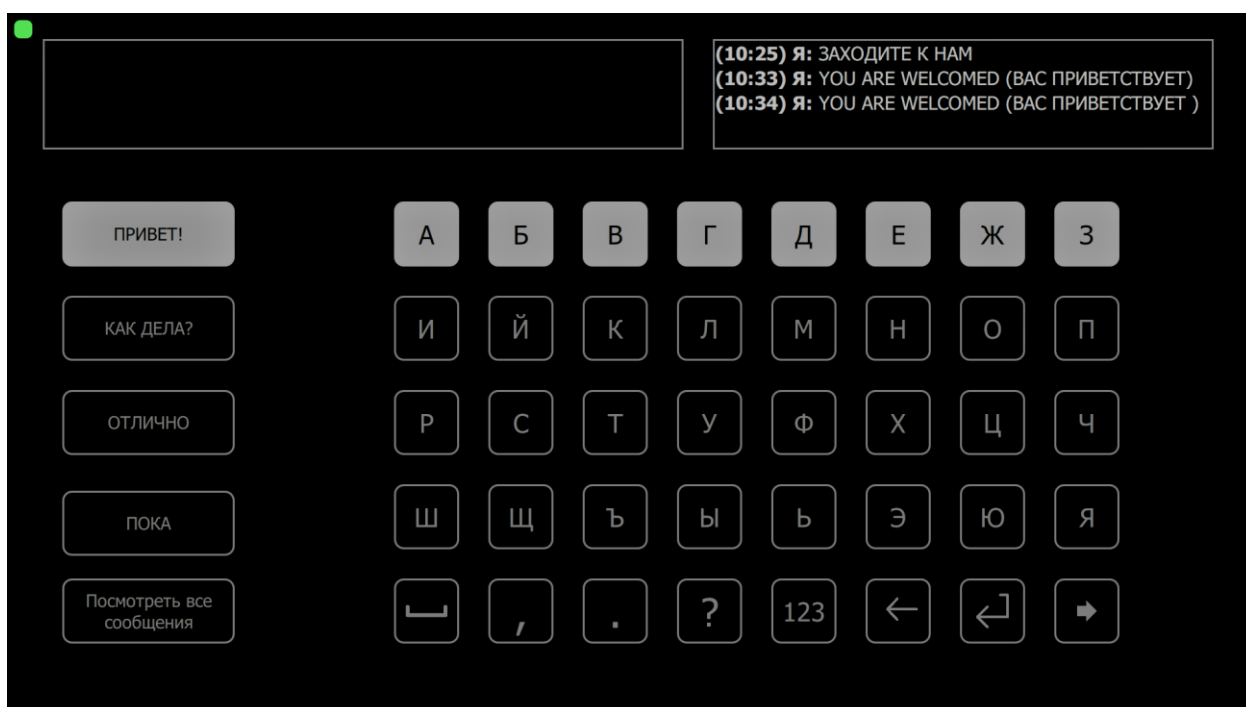 (10:25) Я: ЗАХОДИТЕ К НАМ
(10:33) Я: YOU ARE WELCOMED (ВАС ПРИВЕТСТВУЕТ)
(10:34) Я: YOU ARE WELCOMED (ВАС ПРИВЕТСТВУЕТ )
ПРИВЕТ! А Б В Г Д Е Ж З
КАК ДЕЛА? И Й К Л М Н О П
ОТЛИЧНО Р С Т У Ф Х Ц Ч
ПОКА Ш Щ Ъ Ы Ь Э Ю Я
Посмотреть все
сообщения
, . ? 123